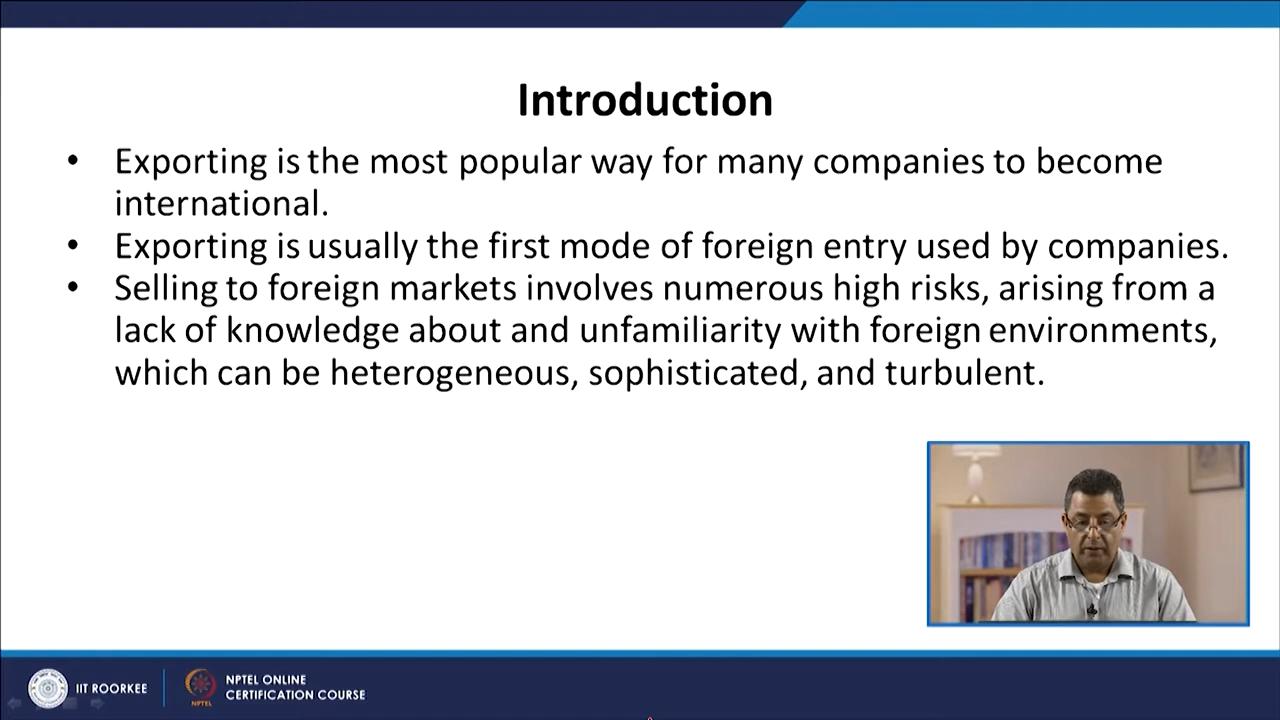 Introduction
• Exporting is the most popular way for many companies to become
international.
• Exporting is usually the first mode of foreign entry used by companies.
• Selling to foreign markets involves numerous high risks, arising from a
lack of knowledge about and unfamiliarity with foreign environments,
which can be heterogeneous, sophisticated, and turbulent.
IIT ROORKEE
NPTEL
NPTEL ONLINE
CERTIFICATION COURSE